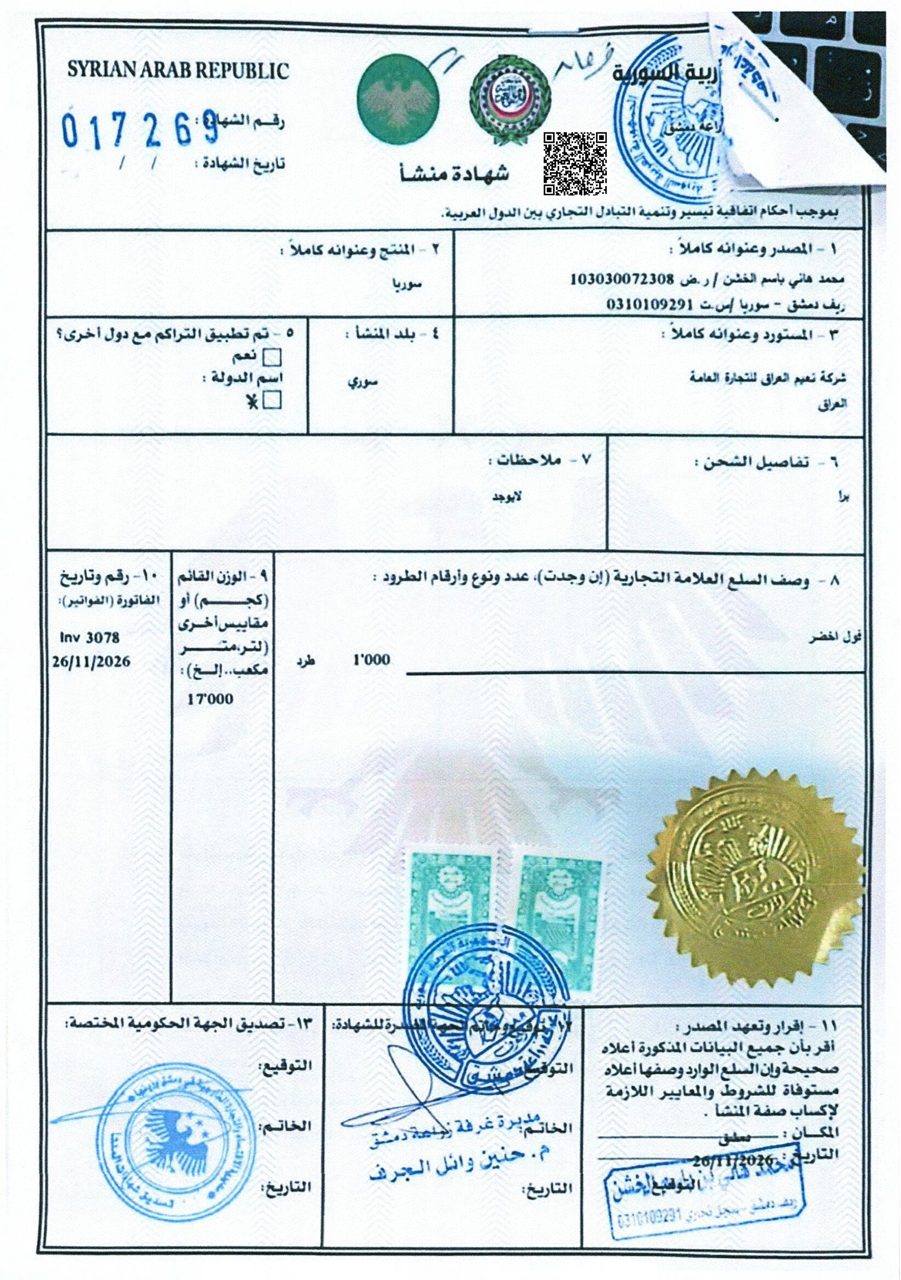 SYRIAN ARAB REPUBLIC
رقم الشهادة :
017269
تاريخ الشهادة : / /
شهادة منشأ
بموجب أحكام اتفاقية تيسير وتنمية التبادل التجاري بين الدول العربية.
١ - المصدر وعنوانه كاملاً :
محمد هاني باسم الخشن / ر.ض 103030072308
ريف دمشق - سوريا /س.ت 0310109291
٢ - المنتج وعنوانه كاملاً :
سوريا
٣ - المستورد وعنوانه كاملاً :
شركة نعيم العراق للتجارة العامة
العراق
٤ - بلد المنشأ :
سوري
٥ - تم تطبيق التراكم مع دول أخرى؟
نعم
اسم الدولة :
٦ - تفاصيل الشحن :
برا
٧ - ملاحظات :
لايوجد
٨ - وصف السلع العلامة التجارية (إن وجدت)، عدد ونوع وأرقام الطرود :
فول اخضر
1'000 طرد
٩ - الوزن القائم
(كجم) أو
مقاييس أخرى
(لتر،متر
مكعب..إلخ):
17'000
١٠- رقم وتاريخ
الفاتورة (الفواتير):
Inv 3078
26/11/2026
١١ - إقرار وتعهد المصدر :
أقر بأن جميع البيانات المذكورة أعلاه
صحيحة وإن السلع الوارد وصفها أعلاه
مستوفاة للشروط والمعايير اللازمة
لإكساب صفة المنشأ .
المكان : دمشق
التاريخ : 26/11/2026
التوقيع
ريف دمشق - سجل تجاري 0310109291
التوقيع:
الخاتم:
مديرة غرفة زراعة دمشق
م. حنين وائل الجرف
التاريخ:
١٣- تصديق الجهة الحكومية المختصة:
التوقيع:
الخاتم:
التاريخ: